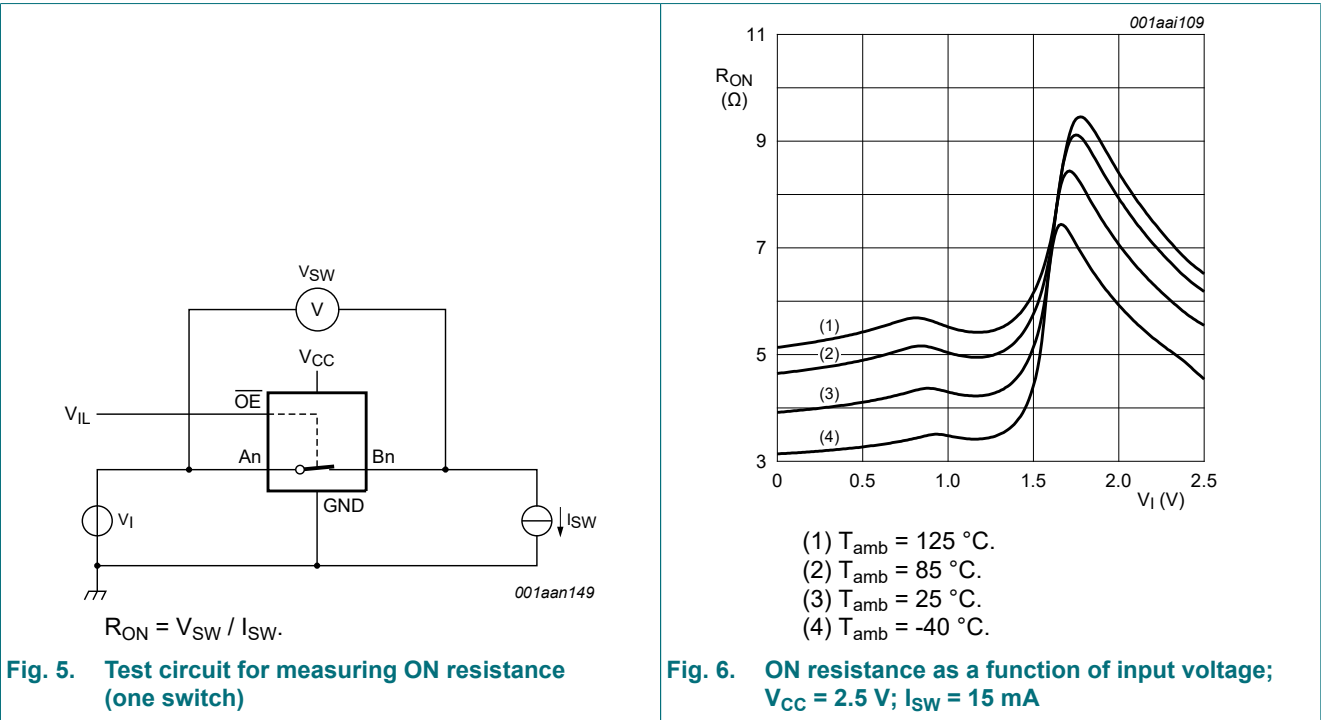 VSW
V
VCC
OE
VIL
An
Bn
GND
VI
ISW
001aan149
RON = VSW / ISW.
Fig. 5. Test circuit for measuring ON resistance
(one switch)
001aai109
11
RON
(Ω)
9
7
5
3
(1)
(2)
(3)
(4)
0
0.5
1.0
1.5
2.0
2.5
VI (V)
(1) Tamb = 125 °C.
(2) Tamb = 85 °C.
(3) Tamb = 25 °C.
(4) Tamb = -40 °C.
Fig. 6. ON resistance as a function of input voltage;
VCC = 2.5 V; ISW = 15 mA